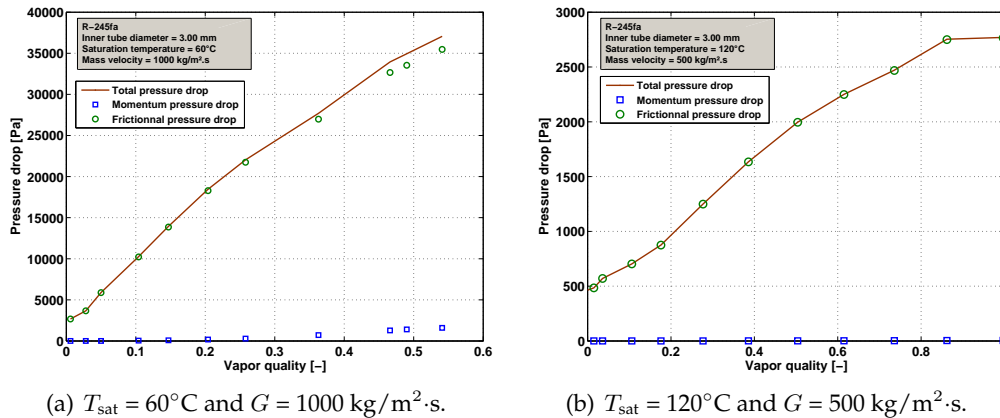 R-245fa
Inner tube diameter = 3.00 mm
Saturation temperature = 60°C
Mass velocity = 1000 kg/m².s
Total pressure drop
Momentum pressure drop
Frictionnal pressure drop
Pressure drop [Pa]
40000
35000
30000
25000
20000
15000
10000
5000
0
0 0.1 0.2 0.3 0.4 0.5 0.6
Vapor quality [–]
(a) T_sat = 60°C and G = 1000 kg/m²·s.
R-245fa
Inner tube diameter = 3.00 mm
Saturation temperature = 120°C
Mass velocity = 500 kg/m².s
Total pressure drop
Momentum pressure drop
Frictionnal pressure drop
Pressure drop [Pa]
3000
2500
2000
1500
1000
500
0
0 0.2 0.4 0.6 0.8
Vapor quality [–]
(b) T_sat = 120°C and G = 500 kg/m²·s.